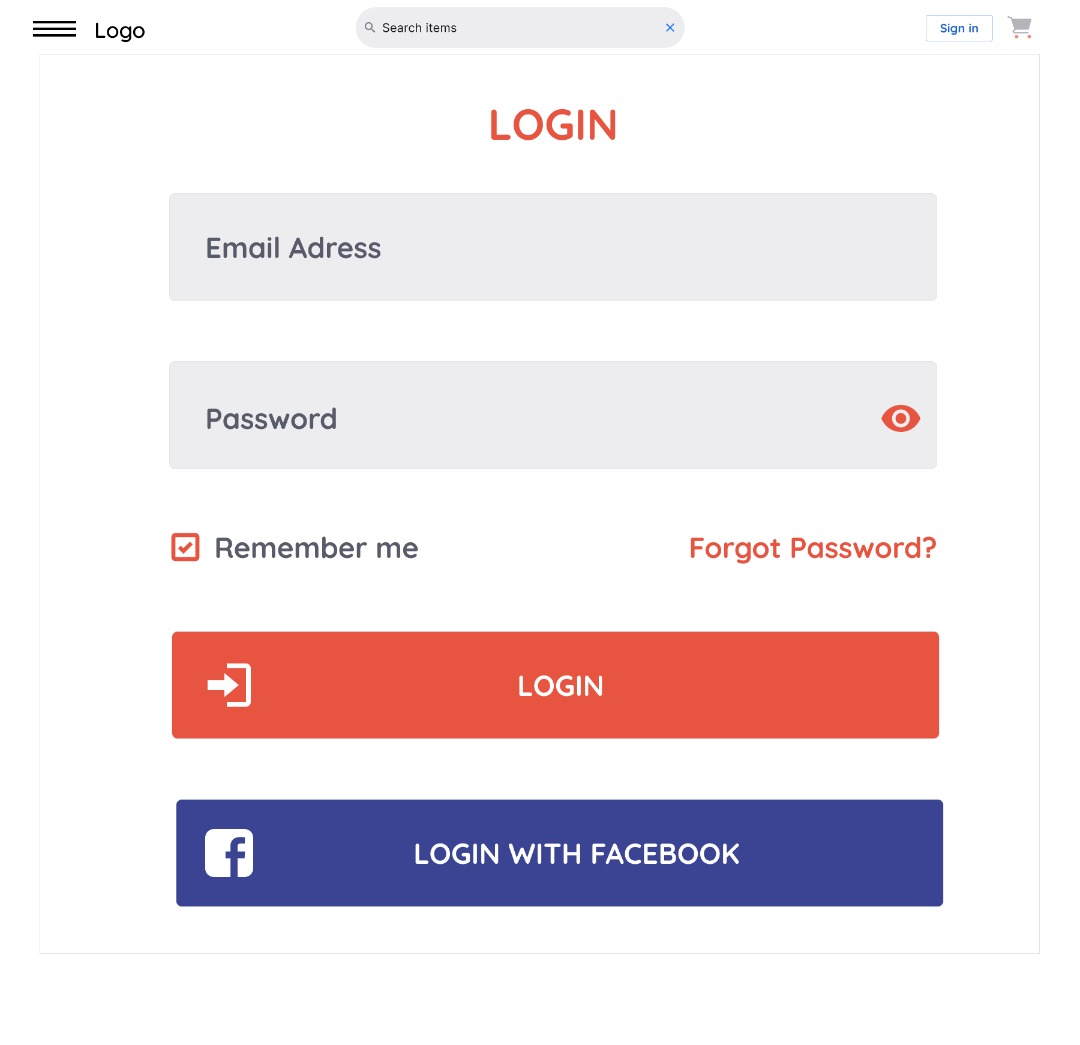 Logo
Search items
Sign in
LOGIN
Email Adress
Password
Remember me
Forgot Password?
LOGIN
LOGIN WITH FACEBOOK